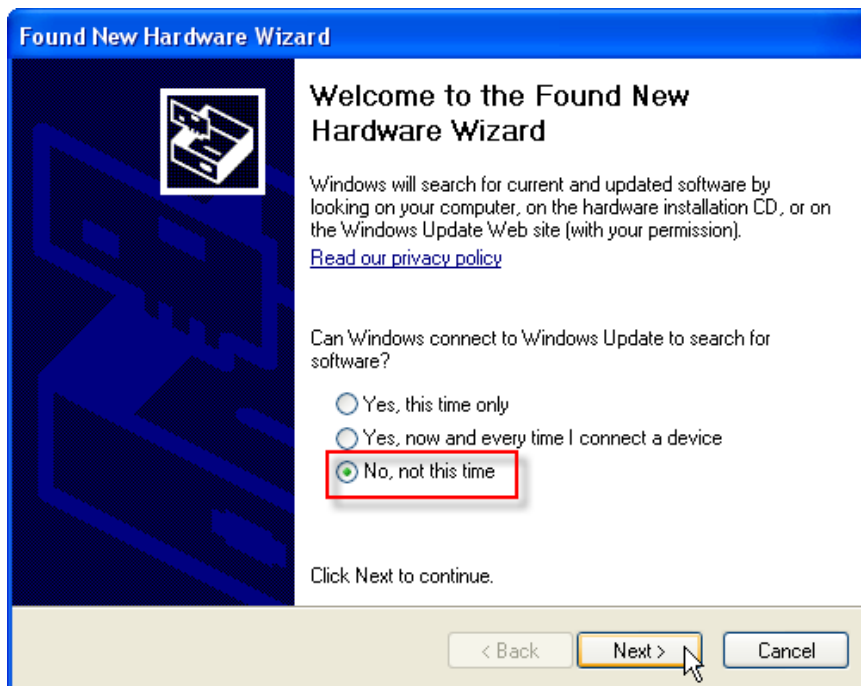 Found New Hardware Wizard
Welcome to the Found New
Hardware Wizard
Windows will search for current and updated software by
looking on your computer, on the hardware installation CD, or on
the Windows Update Web site (with your permission).
Read our privacy policy
Can Windows connect to Windows Update to search for
software?
Yes, this time only
Yes, now and every time I connect a device
No, not this time
Click Next to continue.
< Back Next > Cancel